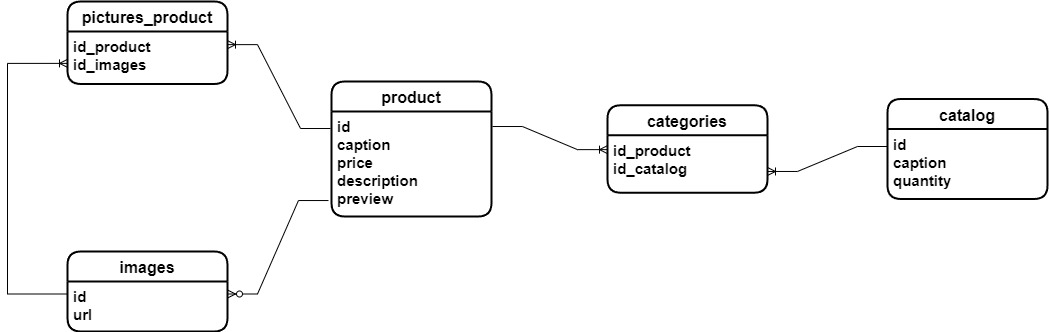 pictures_product
id_product
id_images
product
id
caption
price
description
preview
categories
id_product
id_catalog
catalog
id
caption
quantity
images
id
url